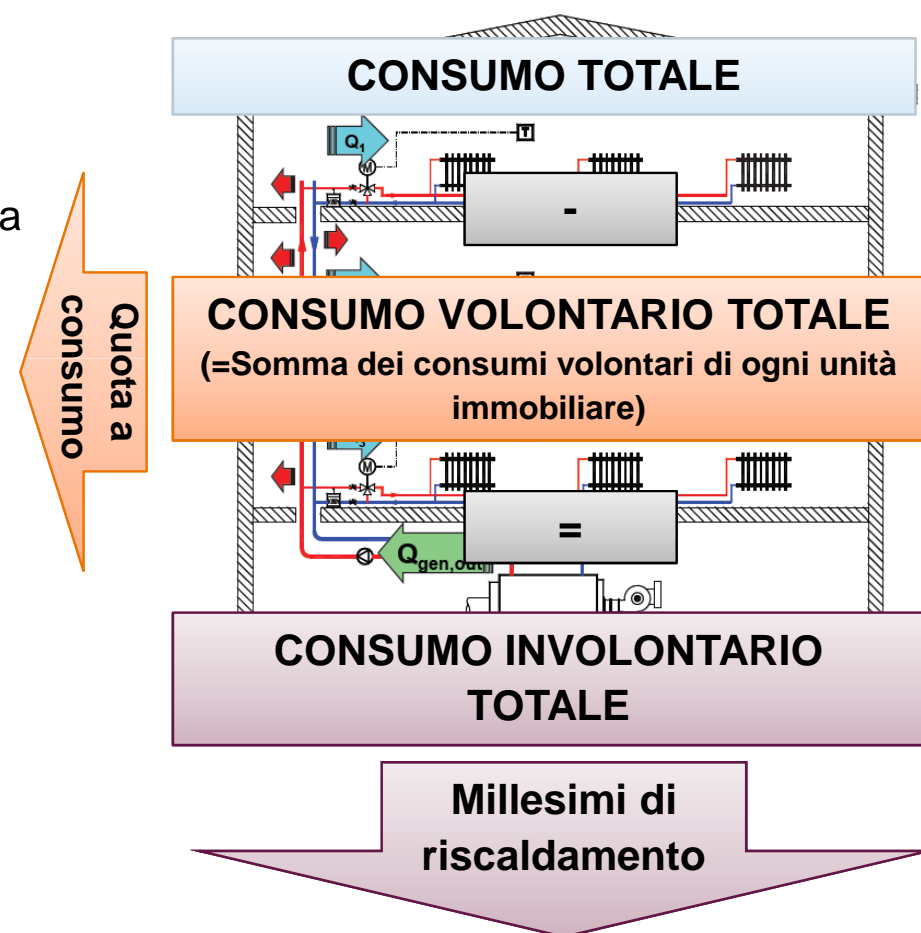 CONSUMO TOTALE
Q1
T
M
-
a
Quota a
consumo
CONSUMO VOLONTARIO TOTALE
(=Somma dei consumi volontari di ogni unità
immobiliare)
3
M
=
Qgen,out
CONSUMO INVOLONTARIO
TOTALE
Millesimi di
riscaldamento